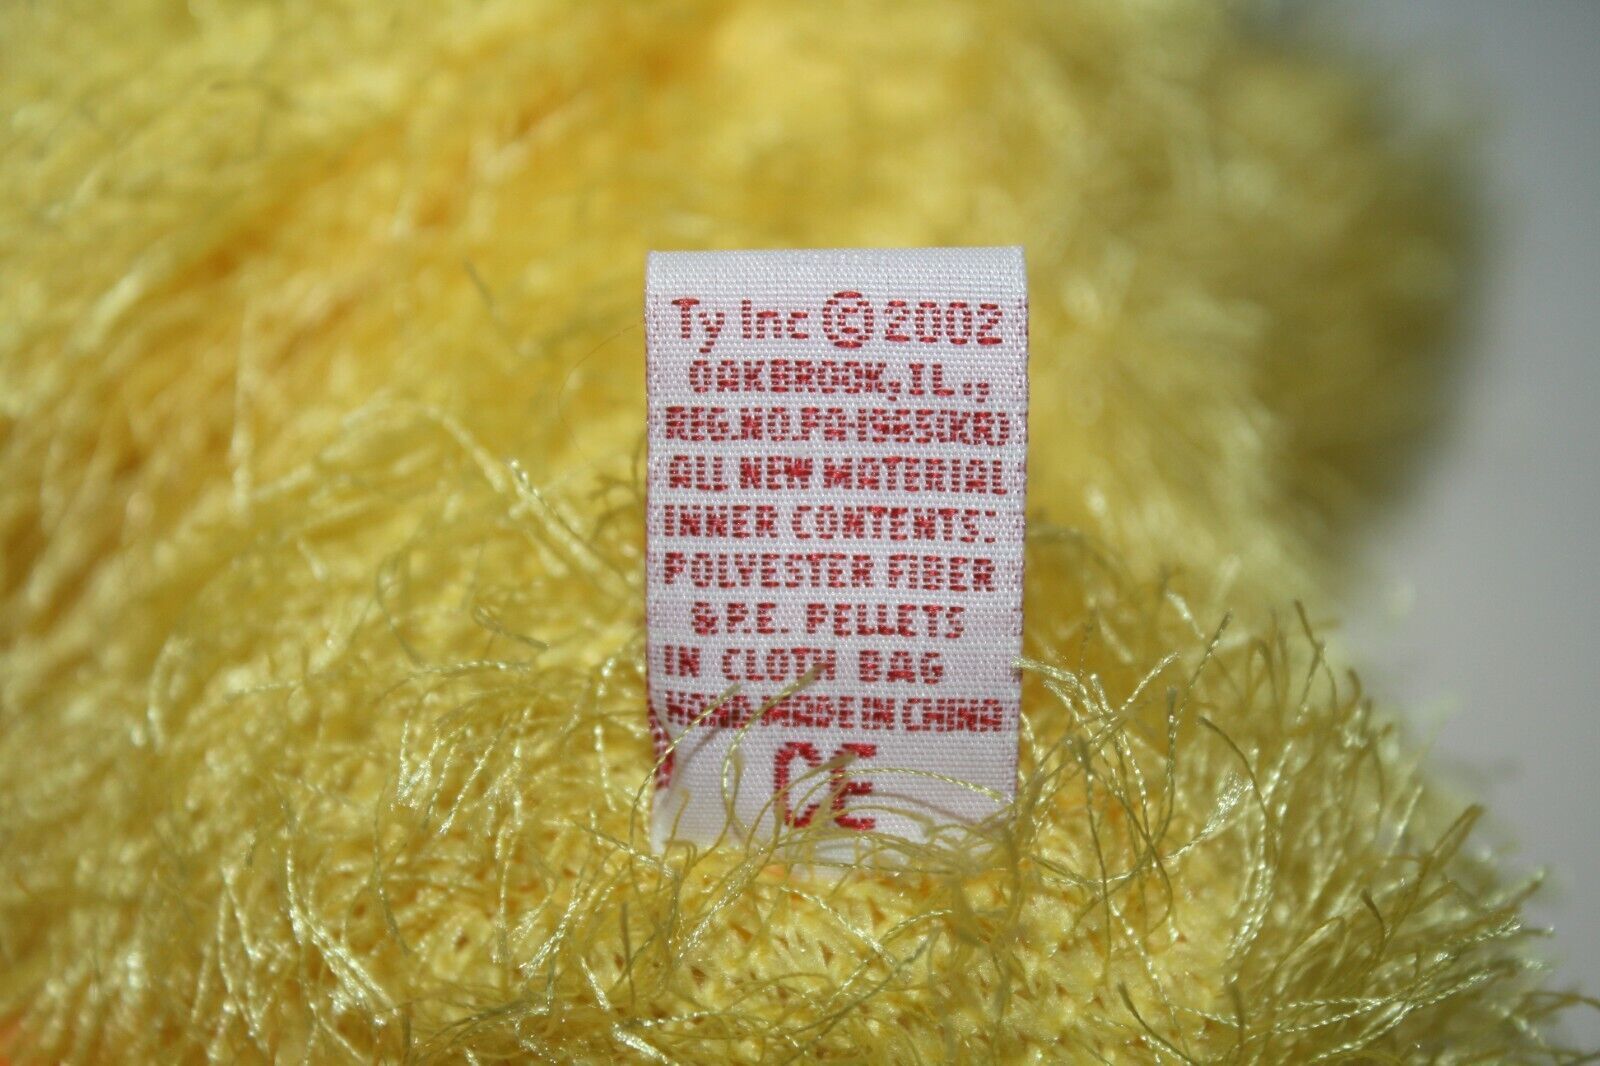 Ty Inc © 2002
OAKBROOK, IL.,
REG.NO.PA-1965(KR)
ALL NEW MATERIAL
INNER CONTENTS:
POLYESTER FIBER
& P.E. PELLETS
IN CLOTH BAG
HAND MADE IN CHINA
CE